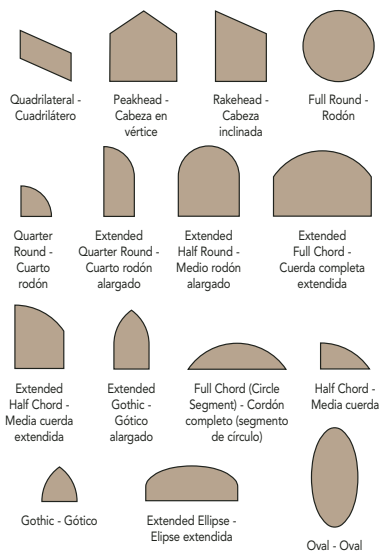 Quadrilateral -
Cuadrilátero
Peakhead -
Cabeza en
vértice
Rakehead -
Cabeza
inclinada
Full Round -
Rodón
Quarter
Round -
Cuarto
rodón
Extended
Quarter Round -
Cuarto rodón
alargado
Extended
Half Round -
Medio rodón
alargado
Extended
Full Chord -
Cuerda completa
extendida
Extended
Half Chord -
Media cuerda
extendida
Extended
Gothic -
Gótico
alargado
Full Chord (Circle
Segment) - Cordón
completo (segmento
de círculo)
Half Chord -
Media cuerda
Gothic - Gótico
Extended Ellipse -
Elipse extendida
Oval - Oval